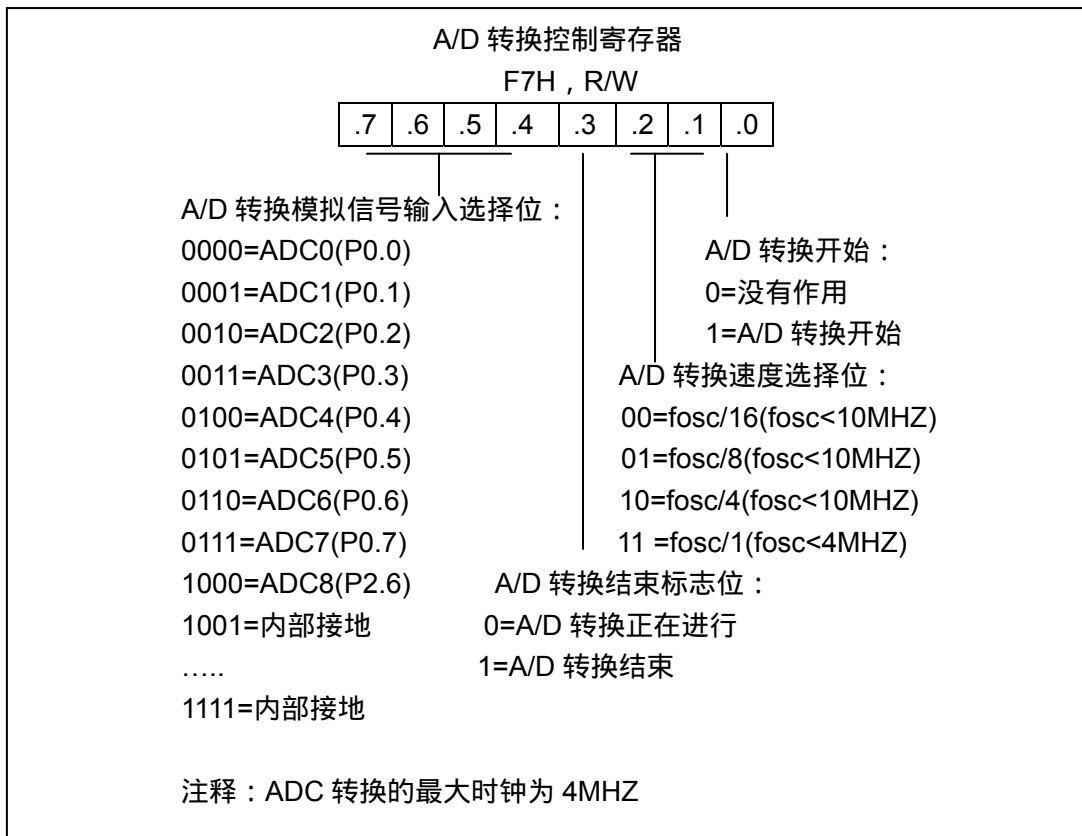 A/D 转换控制寄存器
F7H , R/W
.7 .6 .5 .4 .3 .2 .1 .0
A/D 转换模拟信号输入选择位：
0000=ADC0(P0.0)
0001=ADC1(P0.1)
0010=ADC2(P0.2)
0011=ADC3(P0.3)
0100=ADC4(P0.4)
0101=ADC5(P0.5)
0110=ADC6(P0.6)
0111=ADC7(P0.7)
1000=ADC8(P2.6)
1001=内部接地
…..
1111=内部接地
A/D 转换开始：
0=没有作用
1=A/D 转换开始
A/D 转换速度选择位：
00=fosc/16(fosc<10MHZ)
01=fosc/8(fosc<10MHZ)
10=fosc/4(fosc<10MHZ)
11 =fosc/1(fosc<4MHZ)
A/D 转换结束标志位：
0=A/D 转换正在进行
1=A/D 转换结束
注释：ADC 转换的最大时钟为 4MHZ